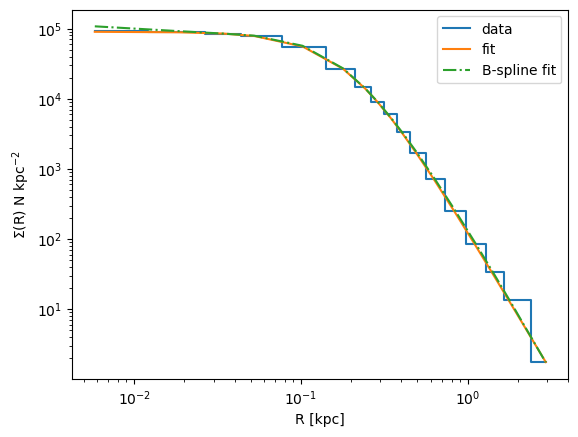 data
fit
B-spline fit
Σ(R) N kpc⁻²
10⁵
10⁴
10³
10²
10¹
10⁻²
10⁻¹
10⁰
R [kpc]